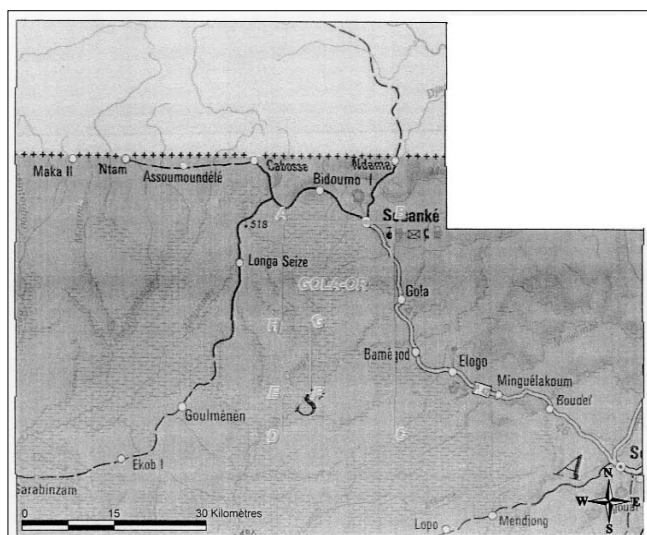 Maka II
Ntam
Assoumoundélé
Cabosse
Ndama
Bidoumo I
A
B
Souanké
518
Longa Seize
GOLA-OR
Gola
H
G
Bamégod
Elogo
Minguélakoum
Boudel
E
F
S
Goulménén
D
C
Ekob I
A
N
W E
S
Garabinzam
Mendjong
Lopo
0 15 30 Kilomètres